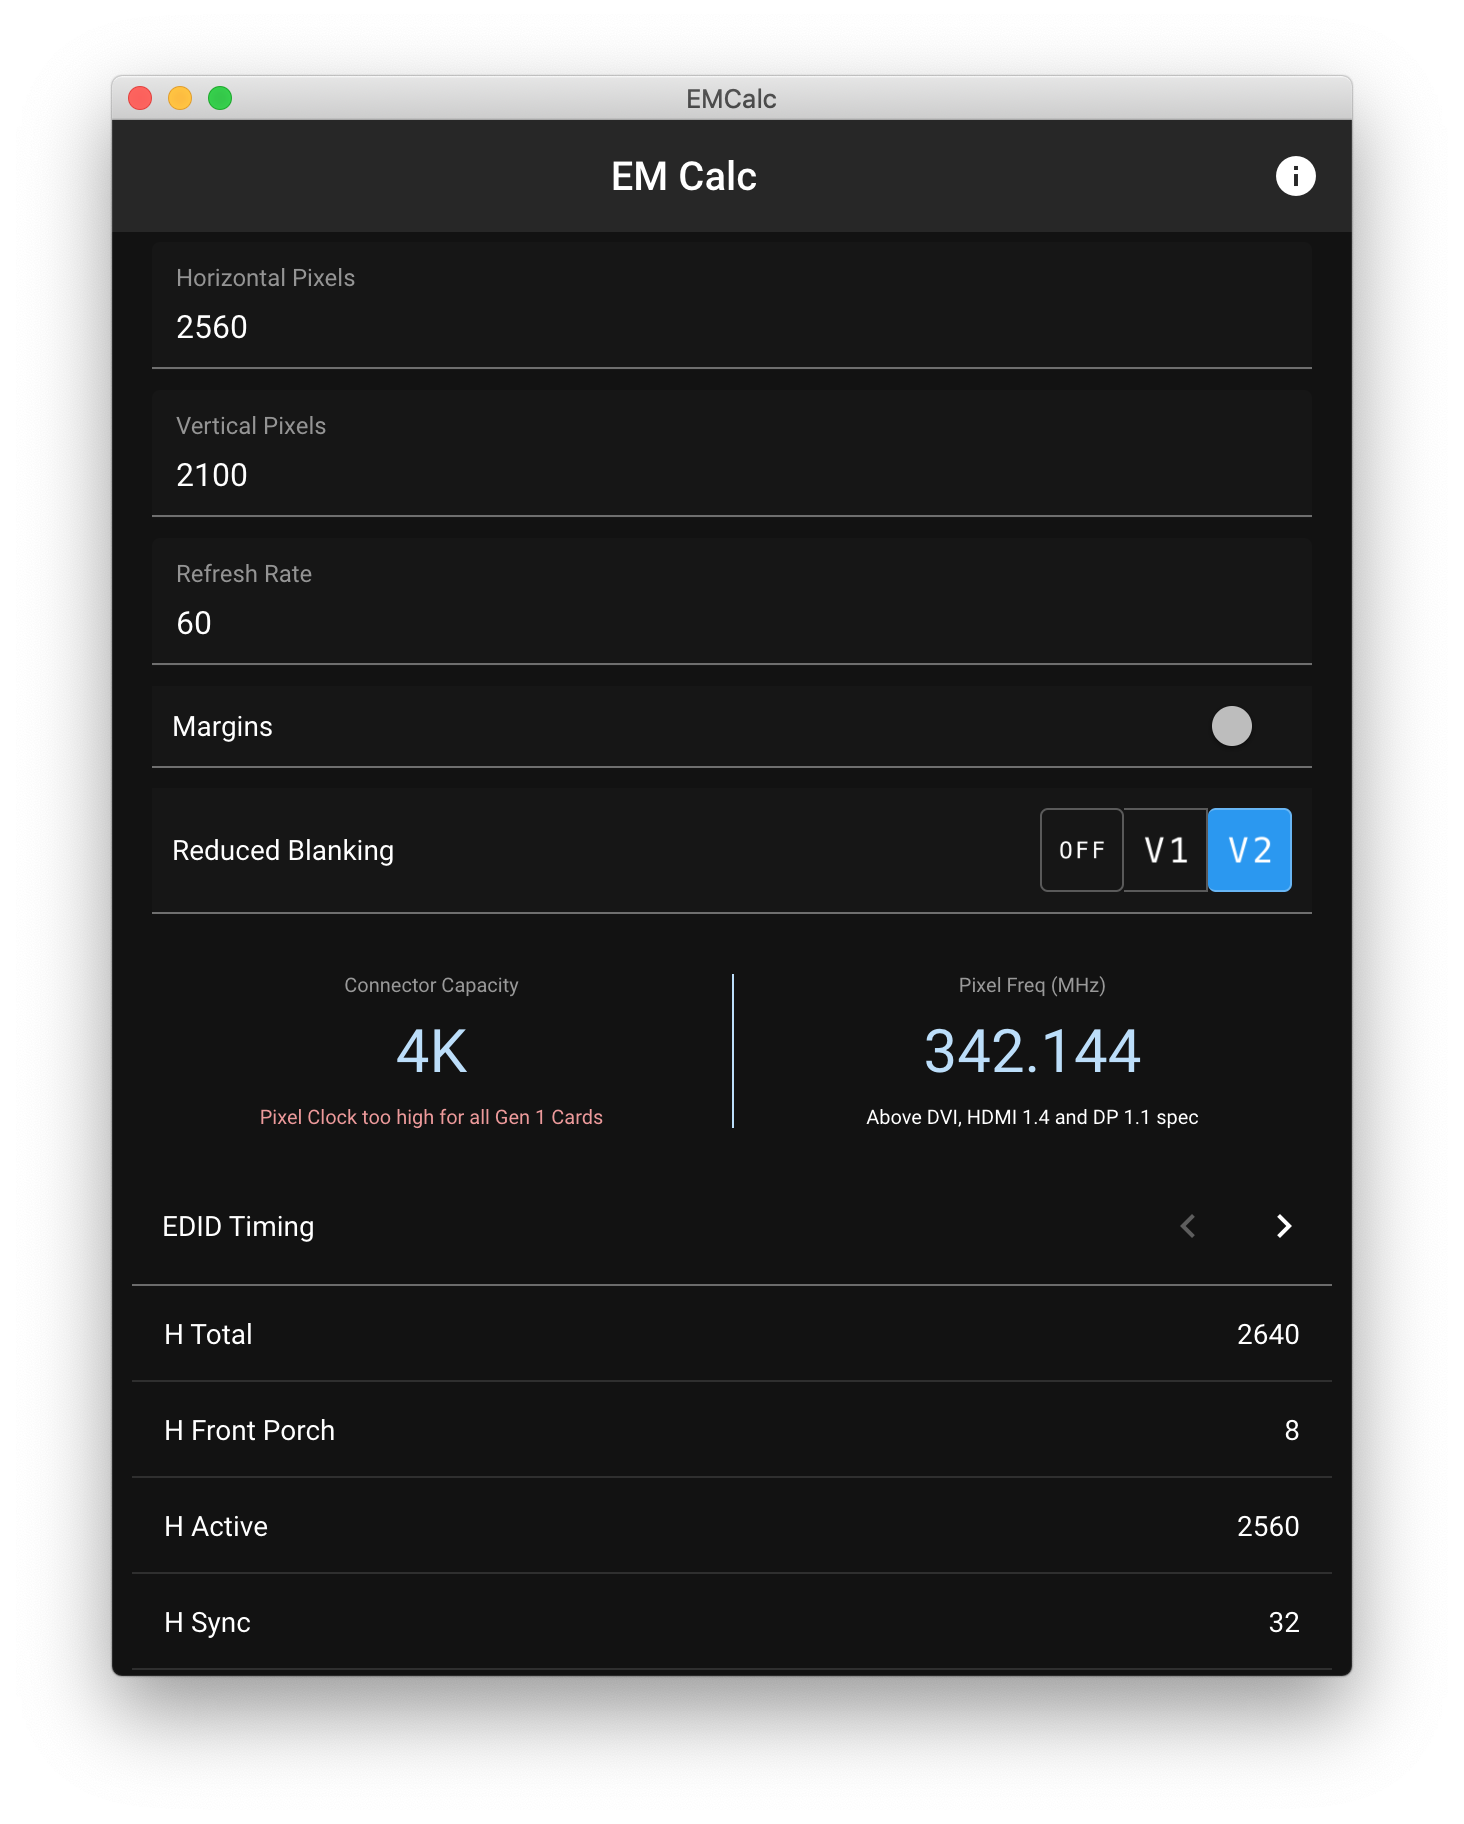 EMCalc
EM Calc
Horizontal Pixels
2560
Vertical Pixels
2100
Refresh Rate
60
Margins
Reduced Blanking OFF V1 V2
Connector Capacity
4K
Pixel Clock too high for all Gen 1 Cards
Pixel Freq (MHz)
342.144
Above DVI, HDMI 1.4 and DP 1.1 spec
EDID Timing
H Total 2640
H Front Porch 8
H Active 2560
H Sync 32